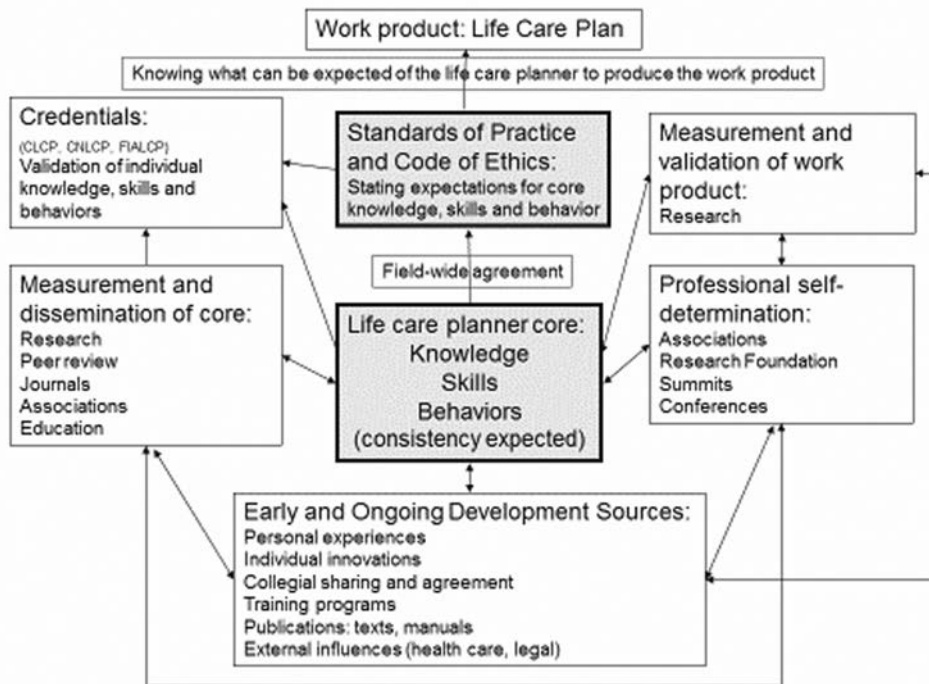 Work product: Life Care Plan
Knowing what can be expected of the life care planner to produce the work product
Credentials:
(CLCP, CNLCP, FIALCP)
Validation of individual
knowledge, skills and
behaviors
Standards of Practice
and Code of Ethics:
Stating expectations for core
knowledge, skills and behavior
Measurement and
validation of work
product:
Research
Field-wide agreement
Measurement and
dissemination of core:
Research
Peer review
Journals
Associations
Education
Life care planner core:
Knowledge
Skills
Behaviors
(consistency expected)
Professional self-
determination:
Associations
Research Foundation
Summits
Conferences
Early and Ongoing Development Sources:
Personal experiences
Individual innovations
Collegial sharing and agreement
Training programs
Publications: texts, manuals
External influences (health care, legal)